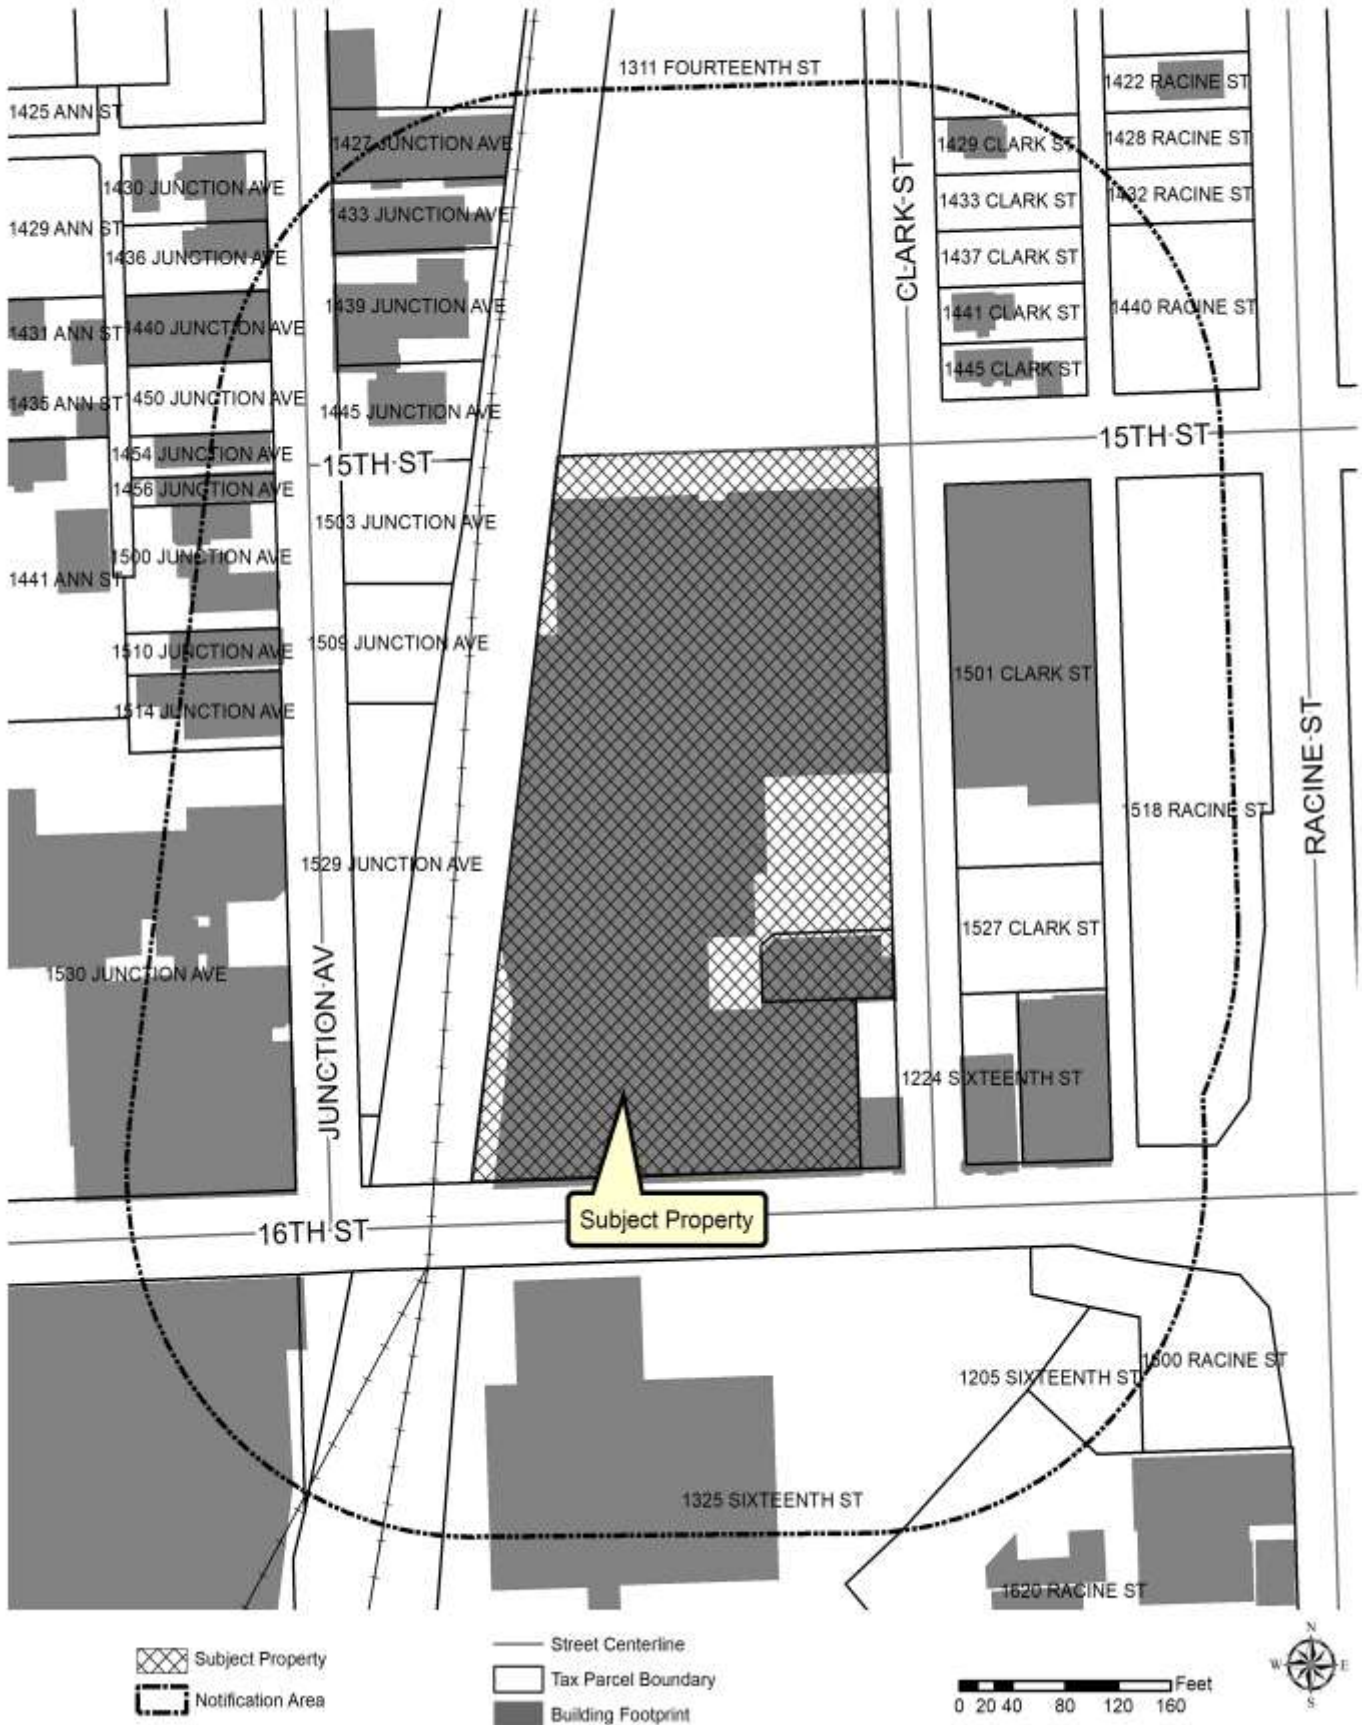 1311 FOURTEENTH ST
1422 RACINE ST
1425 ANN ST
1427 JUNCTION AVE
1429 CLARK ST
1428 RACINE ST
1430 JUNCTION AVE
1433 JUNCTION AVE
1433 CLARK ST
1432 RACINE ST
1429 ANN ST
1436 JUNCTION AVE
CLARK ST
1437 CLARK ST
1439 JUNCTION AVE
1440 RACINE ST
1431 ANN ST
1440 JUNCTION AVE
1441 CLARK ST
1445 CLARK ST
1435 ANN ST
1450 JUNCTION AVE
1445 JUNCTION AVE
15TH ST
1454 JUNCTION AVE
15TH ST
1456 JUNCTION AVE
1503 JUNCTION AVE
1500 JUNCTION AVE
1441 ANN ST
1509 JUNCTION AVE
1510 JUNCTION AVE
1501 CLARK ST
1514 JUNCTION AVE
RACINE ST
1518 RACINE ST
1529 JUNCTION AVE
1527 CLARK ST
1530 JUNCTION AVE
JUNCTION AV
1224 SIXTEENTH ST
Subject Property
16TH ST
1600 RACINE ST
1205 SIXTEENTH ST
1325 SIXTEENTH ST
1620 RACINE ST
Subject Property
Notification Area
Street Centerline
Tax Parcel Boundary
Building Footprint
Feet
0 20 40 80 120 160
N
W E
S